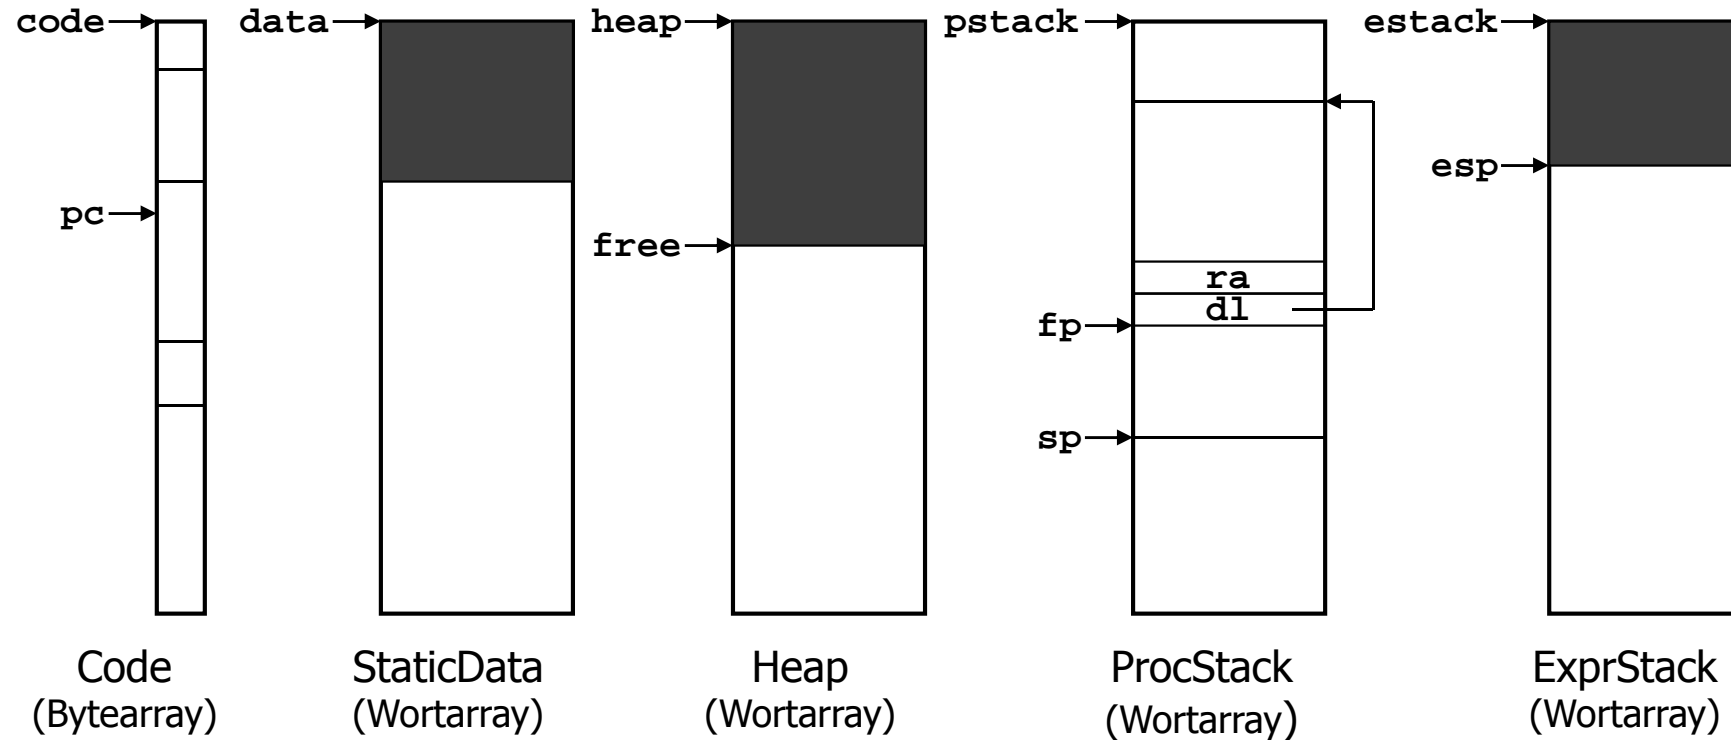 code
data
heap
pstack
estack
esp
pc
free
ra
dl
fp
sp
Code
(Bytearray)
StaticData
(Wortarray)
Heap
(Wortarray)
ProcStack
(Wortarray)
ExprStack
(Wortarray)